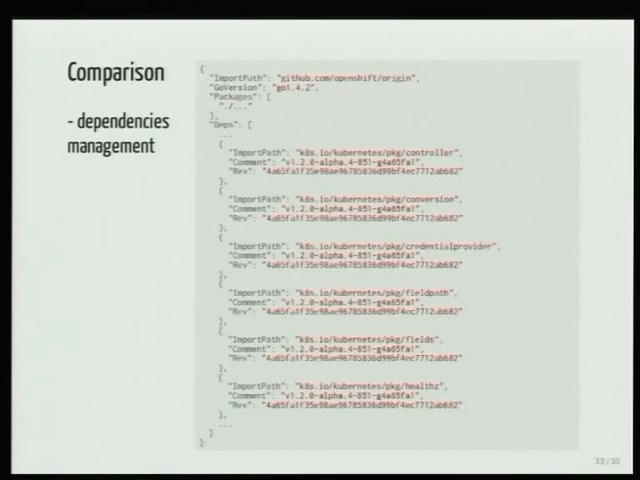 Comparison
- dependencies
management
{
"ImportPath": "github.com/openshift/origin",
"GoVersion": "go1.4.2",
"Packages": [
"./..."
],
"Deps": [
...
{
"ImportPath": "k8s.io/kubernetes/pkg/controller",
"Comment": "v1.2.0-alpha.4-851-g4a65fa1",
"Rev": "4a65fa1f35e98ae96785836d99bf4ec7712ab682"
},
{
"ImportPath": "k8s.io/kubernetes/pkg/conversion",
"Comment": "v1.2.0-alpha.4-851-g4a65fa1",
"Rev": "4a65fa1f35e98ae96785836d99bf4ec7712ab682"
},
{
"ImportPath": "k8s.io/kubernetes/pkg/credentialprovider",
"Comment": "v1.2.0-alpha.4-851-g4a65fa1",
"Rev": "4a65fa1f35e98ae96785836d99bf4ec7712ab682"
},
{
"ImportPath": "k8s.io/kubernetes/pkg/fieldpath",
"Comment": "v1.2.0-alpha.4-851-g4a65fa1",
"Rev": "4a65fa1f35e98ae96785836d99bf4ec7712ab682"
},
{
"ImportPath": "k8s.io/kubernetes/pkg/fields",
"Comment": "v1.2.0-alpha.4-851-g4a65fa1",
"Rev": "4a65fa1f35e98ae96785836d99bf4ec7712ab682"
},
{
"ImportPath": "k8s.io/kubernetes/pkg/healthz",
"Comment": "v1.2.0-alpha.4-851-g4a65fa1",
"Rev": "4a65fa1f35e98ae96785836d99bf4ec7712ab682"
},
...
]
}
33 / 35